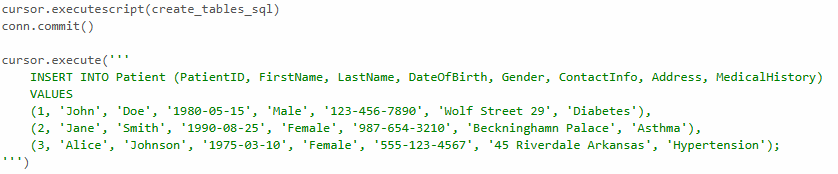 cursor.executescript(create_tables_sql)
conn.commit()
cursor.execute('''
INSERT INTO Patient (PatientID, FirstName, LastName, DateOfBirth, Gender, ContactInfo, Address, MedicalHistory)
VALUES
(1, 'John', 'Doe', '1980-05-15', 'Male', '123-456-7890', 'Wolf Street 29', 'Diabetes'),
(2, 'Jane', 'Smith', '1990-08-25', 'Female', '987-654-3210', 'Beckninghamn Palace', 'Asthma'),
(3, 'Alice', 'Johnson', '1975-03-10', 'Female', '555-123-4567', '45 Riverdale Arkansas', 'Hypertension');
''')